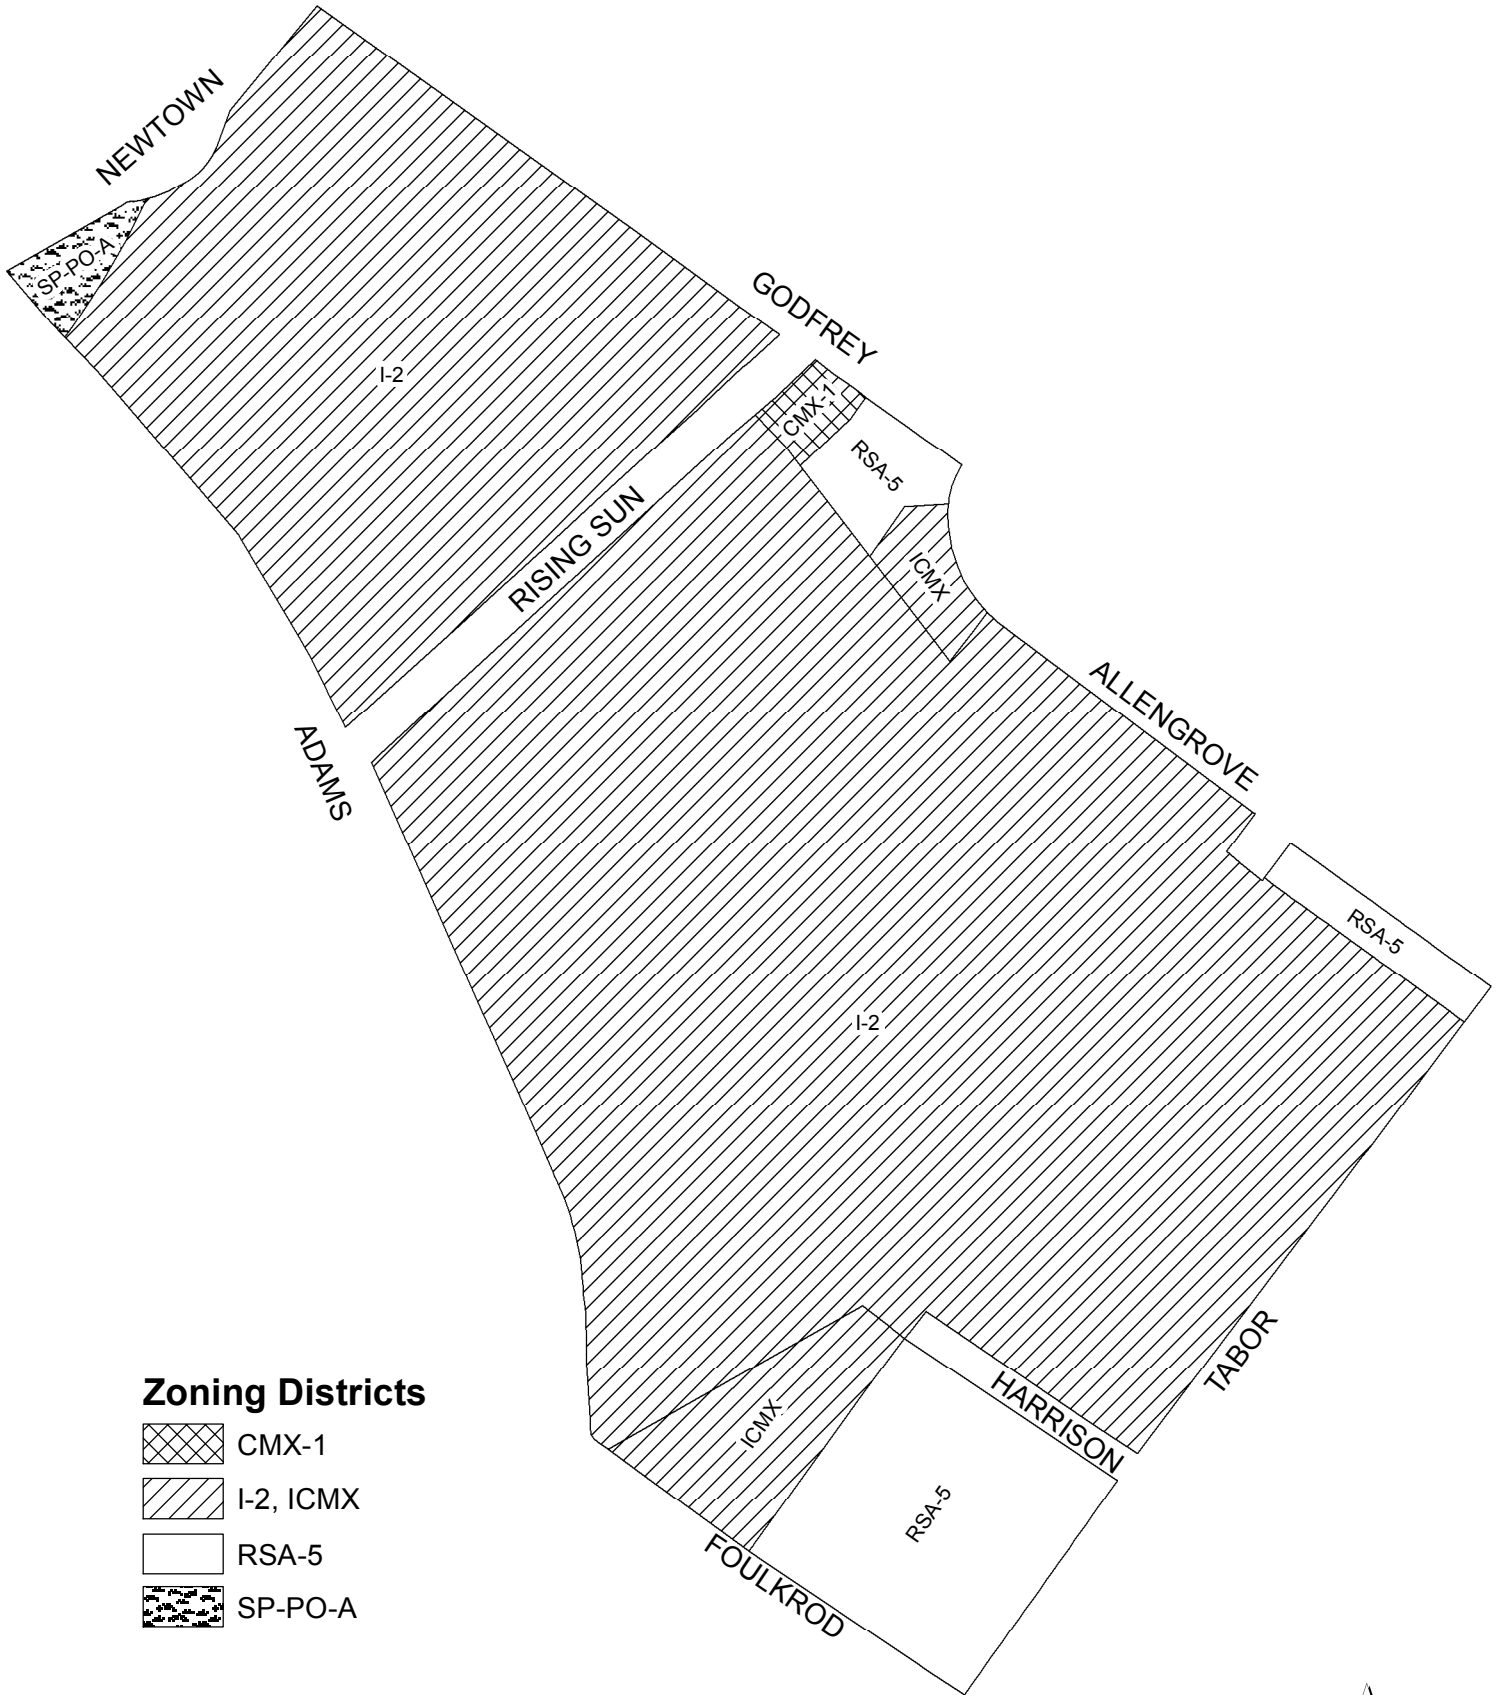 NEWTOWN
SP-PO-A
I-2
GODFREY
CMX-1
RSA-5
RISING SUN
ICMX
ADAMS
ALLENGROVE
RSA-5
I-2
TABOR
HARRISON
ICMX
RSA-5
FOULKROD
Zoning Districts
CMX-1
I-2, ICMX
RSA-5
SP-PO-A